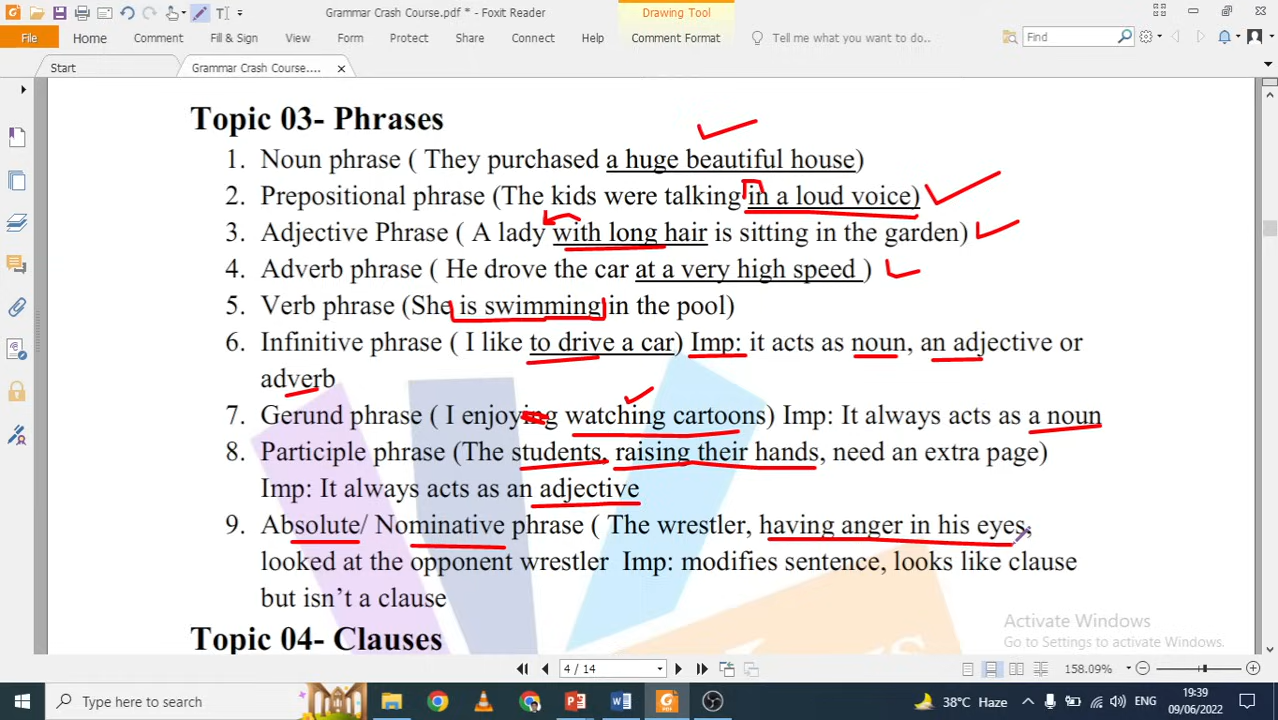 Grammar Crash Course.pdf * - Foxit Reader
Drawing Tool
File Home Comment Fill & Sign View Form Protect Share Connect Help Comment Format Tell me what you want to do.. Find
Start Grammar Crash Course....
Topic 03- Phrases
1. Noun phrase ( They purchased a huge beautiful house)
2. Prepositional phrase (The kids were talking in a loud voice)
3. Adjective Phrase ( A lady with long hair is sitting in the garden)
4. Adverb phrase ( He drove the car at a very high speed )
5. Verb phrase (She is swimming in the pool)
6. Infinitive phrase ( I like to drive a car) Imp: it acts as noun, an adjective or
adverb
7. Gerund phrase ( I enjoying watching cartoons) Imp: It always acts as a noun
8. Participle phrase (The students, raising their hands, need an extra page)
Imp: It always acts as an adjective
9. Absolute/ Nominative phrase ( The wrestler, having anger in his eyes,
looked at the opponent wrestler Imp: modifies sentence, looks like clause
but isn't a clause
Topic 04- Clauses
Activate Windows
Go to Settings to activate Windows.
4 / 14 158.09%
Type here to search 38°C Haze ENG 19:39
09/06/2022